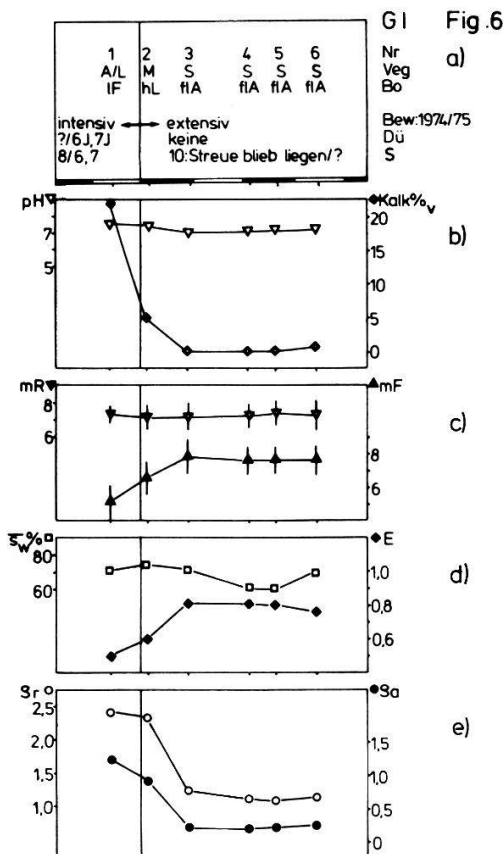 GI Fig.6
1 2 3 4 5 6 Nr a)
A/L M S S S S Veg
lF hL flA flA flA flA Bo
intensiv ↔ extensiv Bew:1974/75
?/6J,7J keine Dü
8/6,7 10:Streue blieb liegen/? S
pH Kalk%v
7 20
5 15
10
5
0
b)
mR mF
8
6
8
6
c)
s̅w% E
80
60
1,0
0,8
0,6
d)
Sr Sa
2,5
2,0
1,5
1,0
1,5
1,0
0,5
0
e)